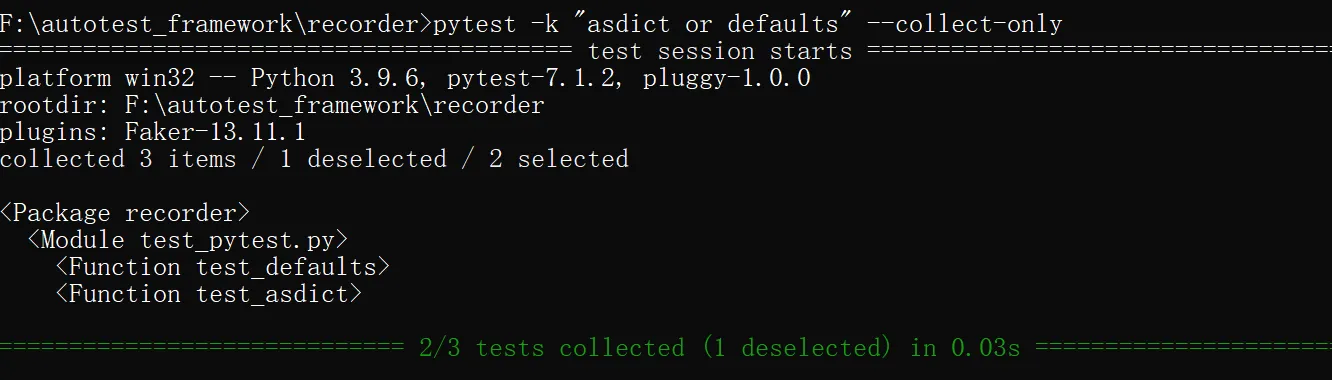 F:\autotest_framework\recorder>pytest -k "asdict or defaults" --collect-only
========================================= test session starts ==================================
platform win32 -- Python 3.9.6, pytest-7.1.2, pluggy-1.0.0
rootdir: F:\autotest_framework\recorder
plugins: Faker-13.11.1
collected 3 items / 1 deselected / 2 selected
<Package recorder>
  <Module test_pytest.py>
    <Function test_defaults>
    <Function test_asdict>
============================= 2/3 tests collected (1 deselected) in 0.03s ======================